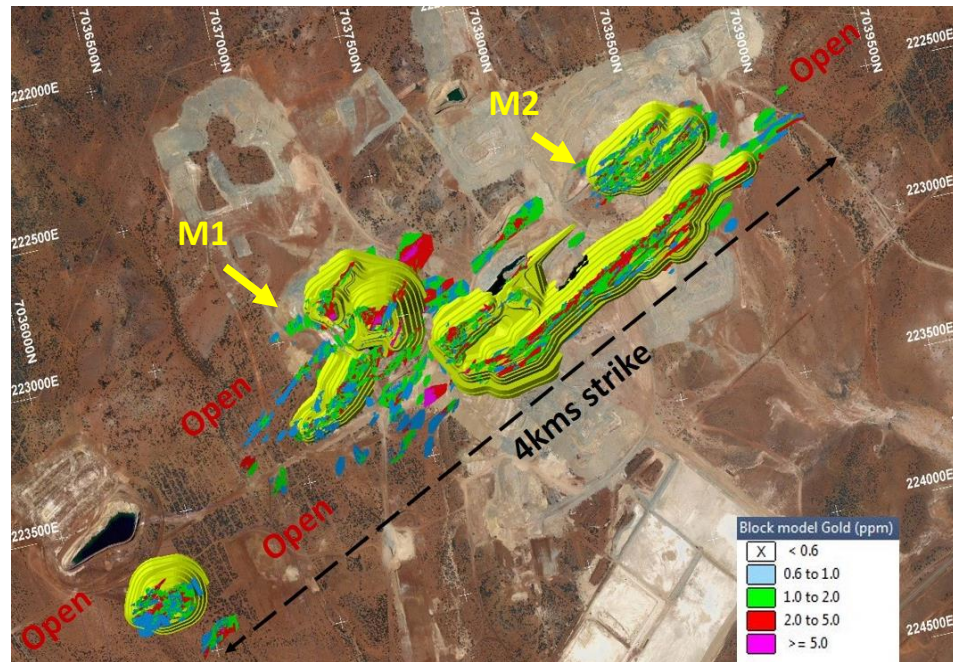 7036500N
7037000N
7037500N
7038000N
7038500N
7039000N
7039500N
222500E
222000E
Open
M2
223000E
M1
222500E
7036000N
223500E
223000E
Open
4kms strike
224000E
223500E
Open
Open
224500E
Block model Gold (ppm)
X < 0.6
0.6 to 1.0
1.0 to 2.0
2.0 to 5.0
>= 5.0